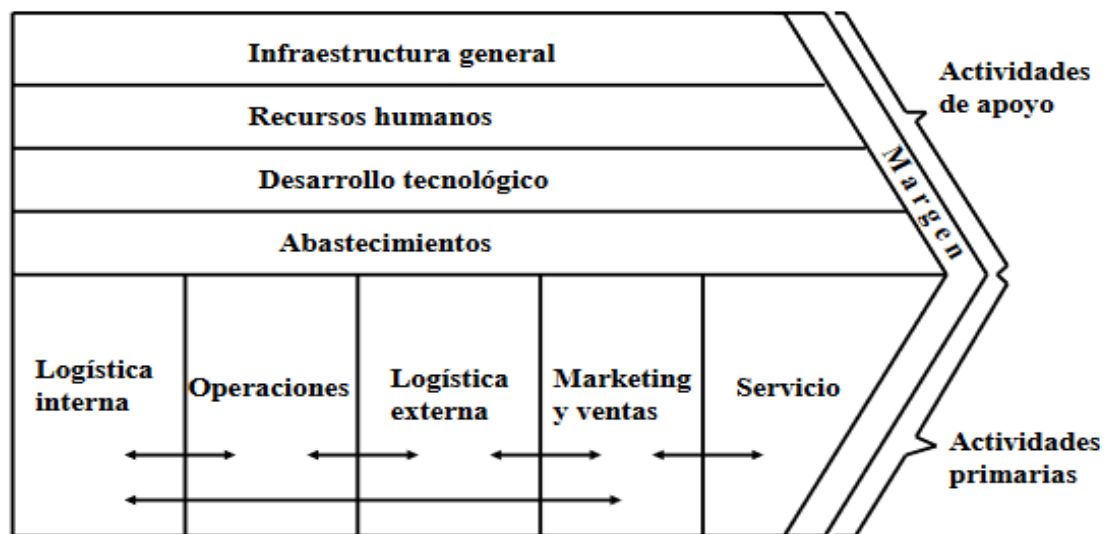 Infraestructura general
Recursos humanos
Desarrollo tecnológico
Abastecimientos
Margen
Actividades
de apoyo
Logística
interna
Operaciones
Logística
externa
Marketing
y ventas
Servicio
Actividades
primarias